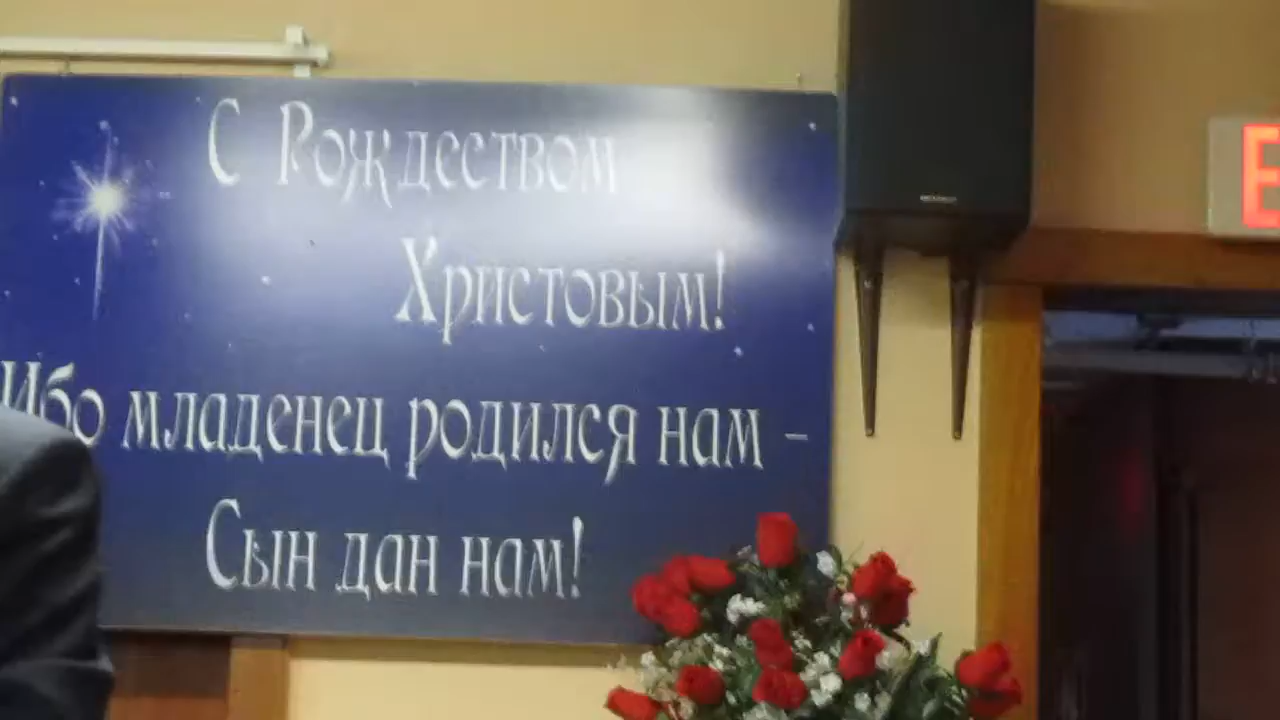 С Рождеством
Христовым!
Ибо младенец родился нам –
Сын дан нам!
E